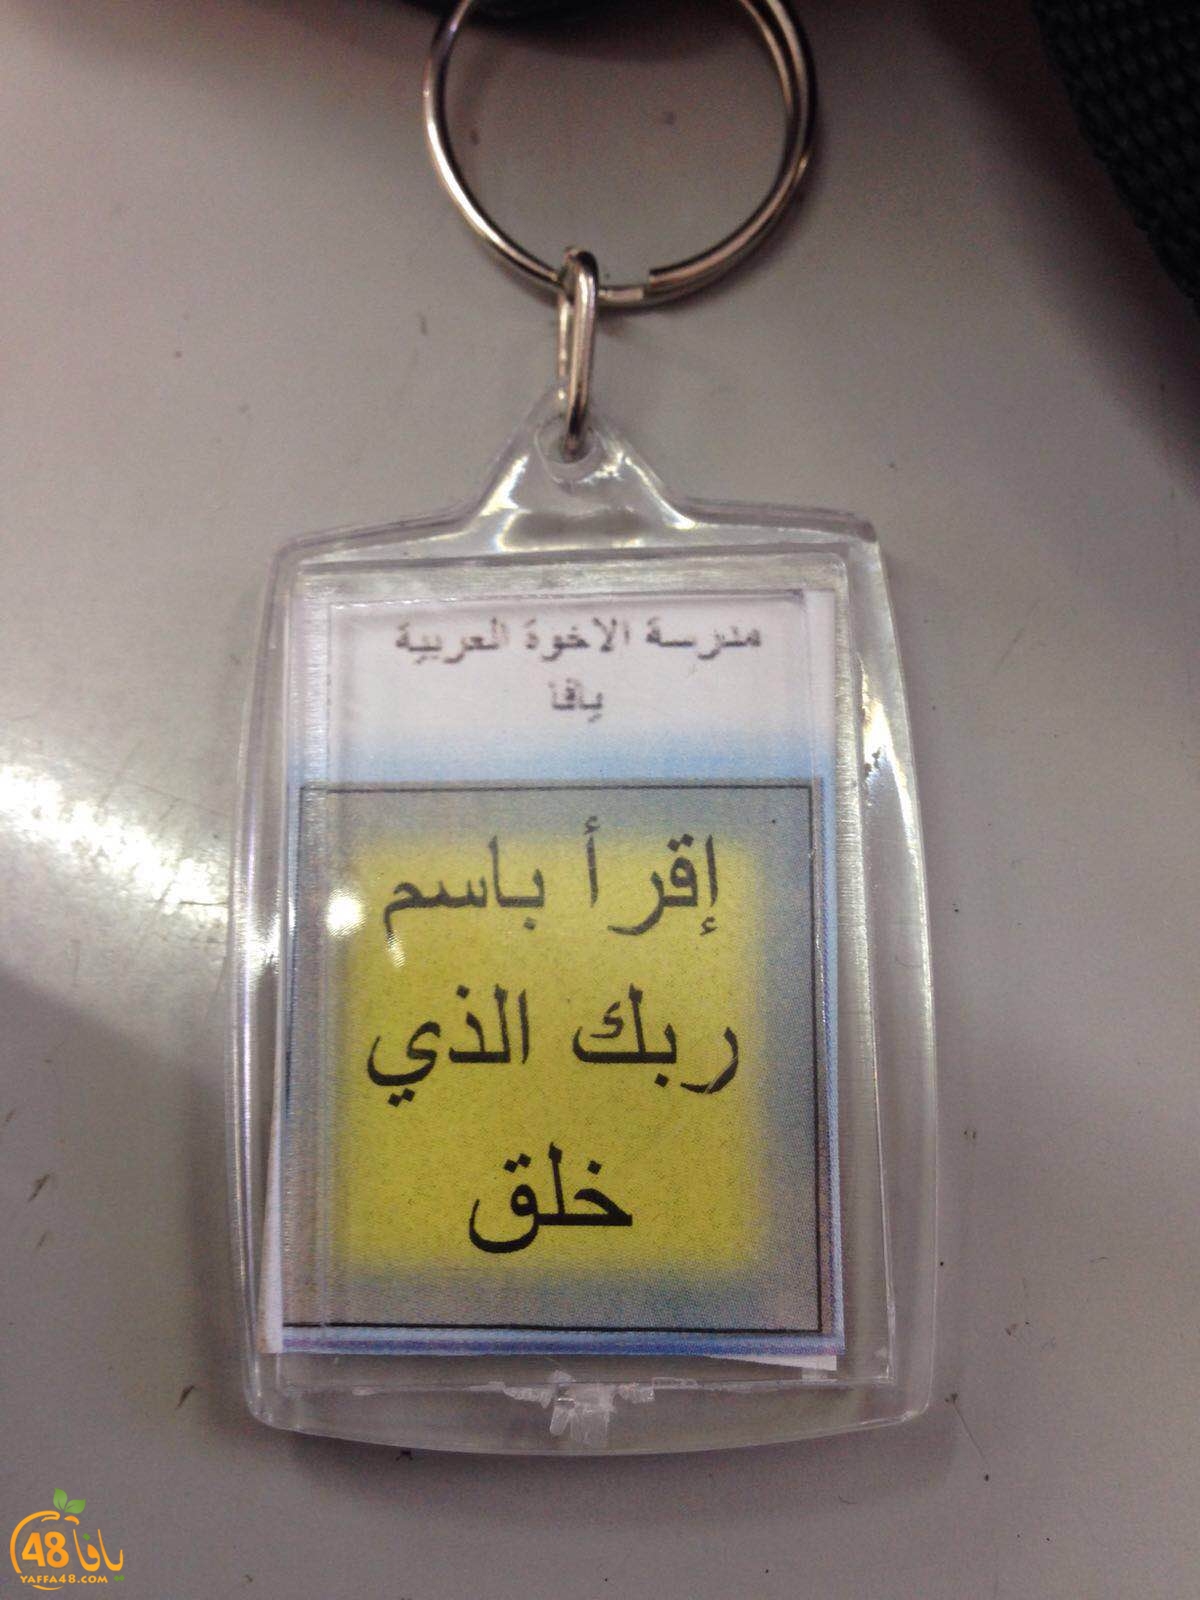 مدرسة الاخوة العربية
يافا
إقرأ باسم
ربك الذي
خلق
يافا 48
YAFFA48.COM